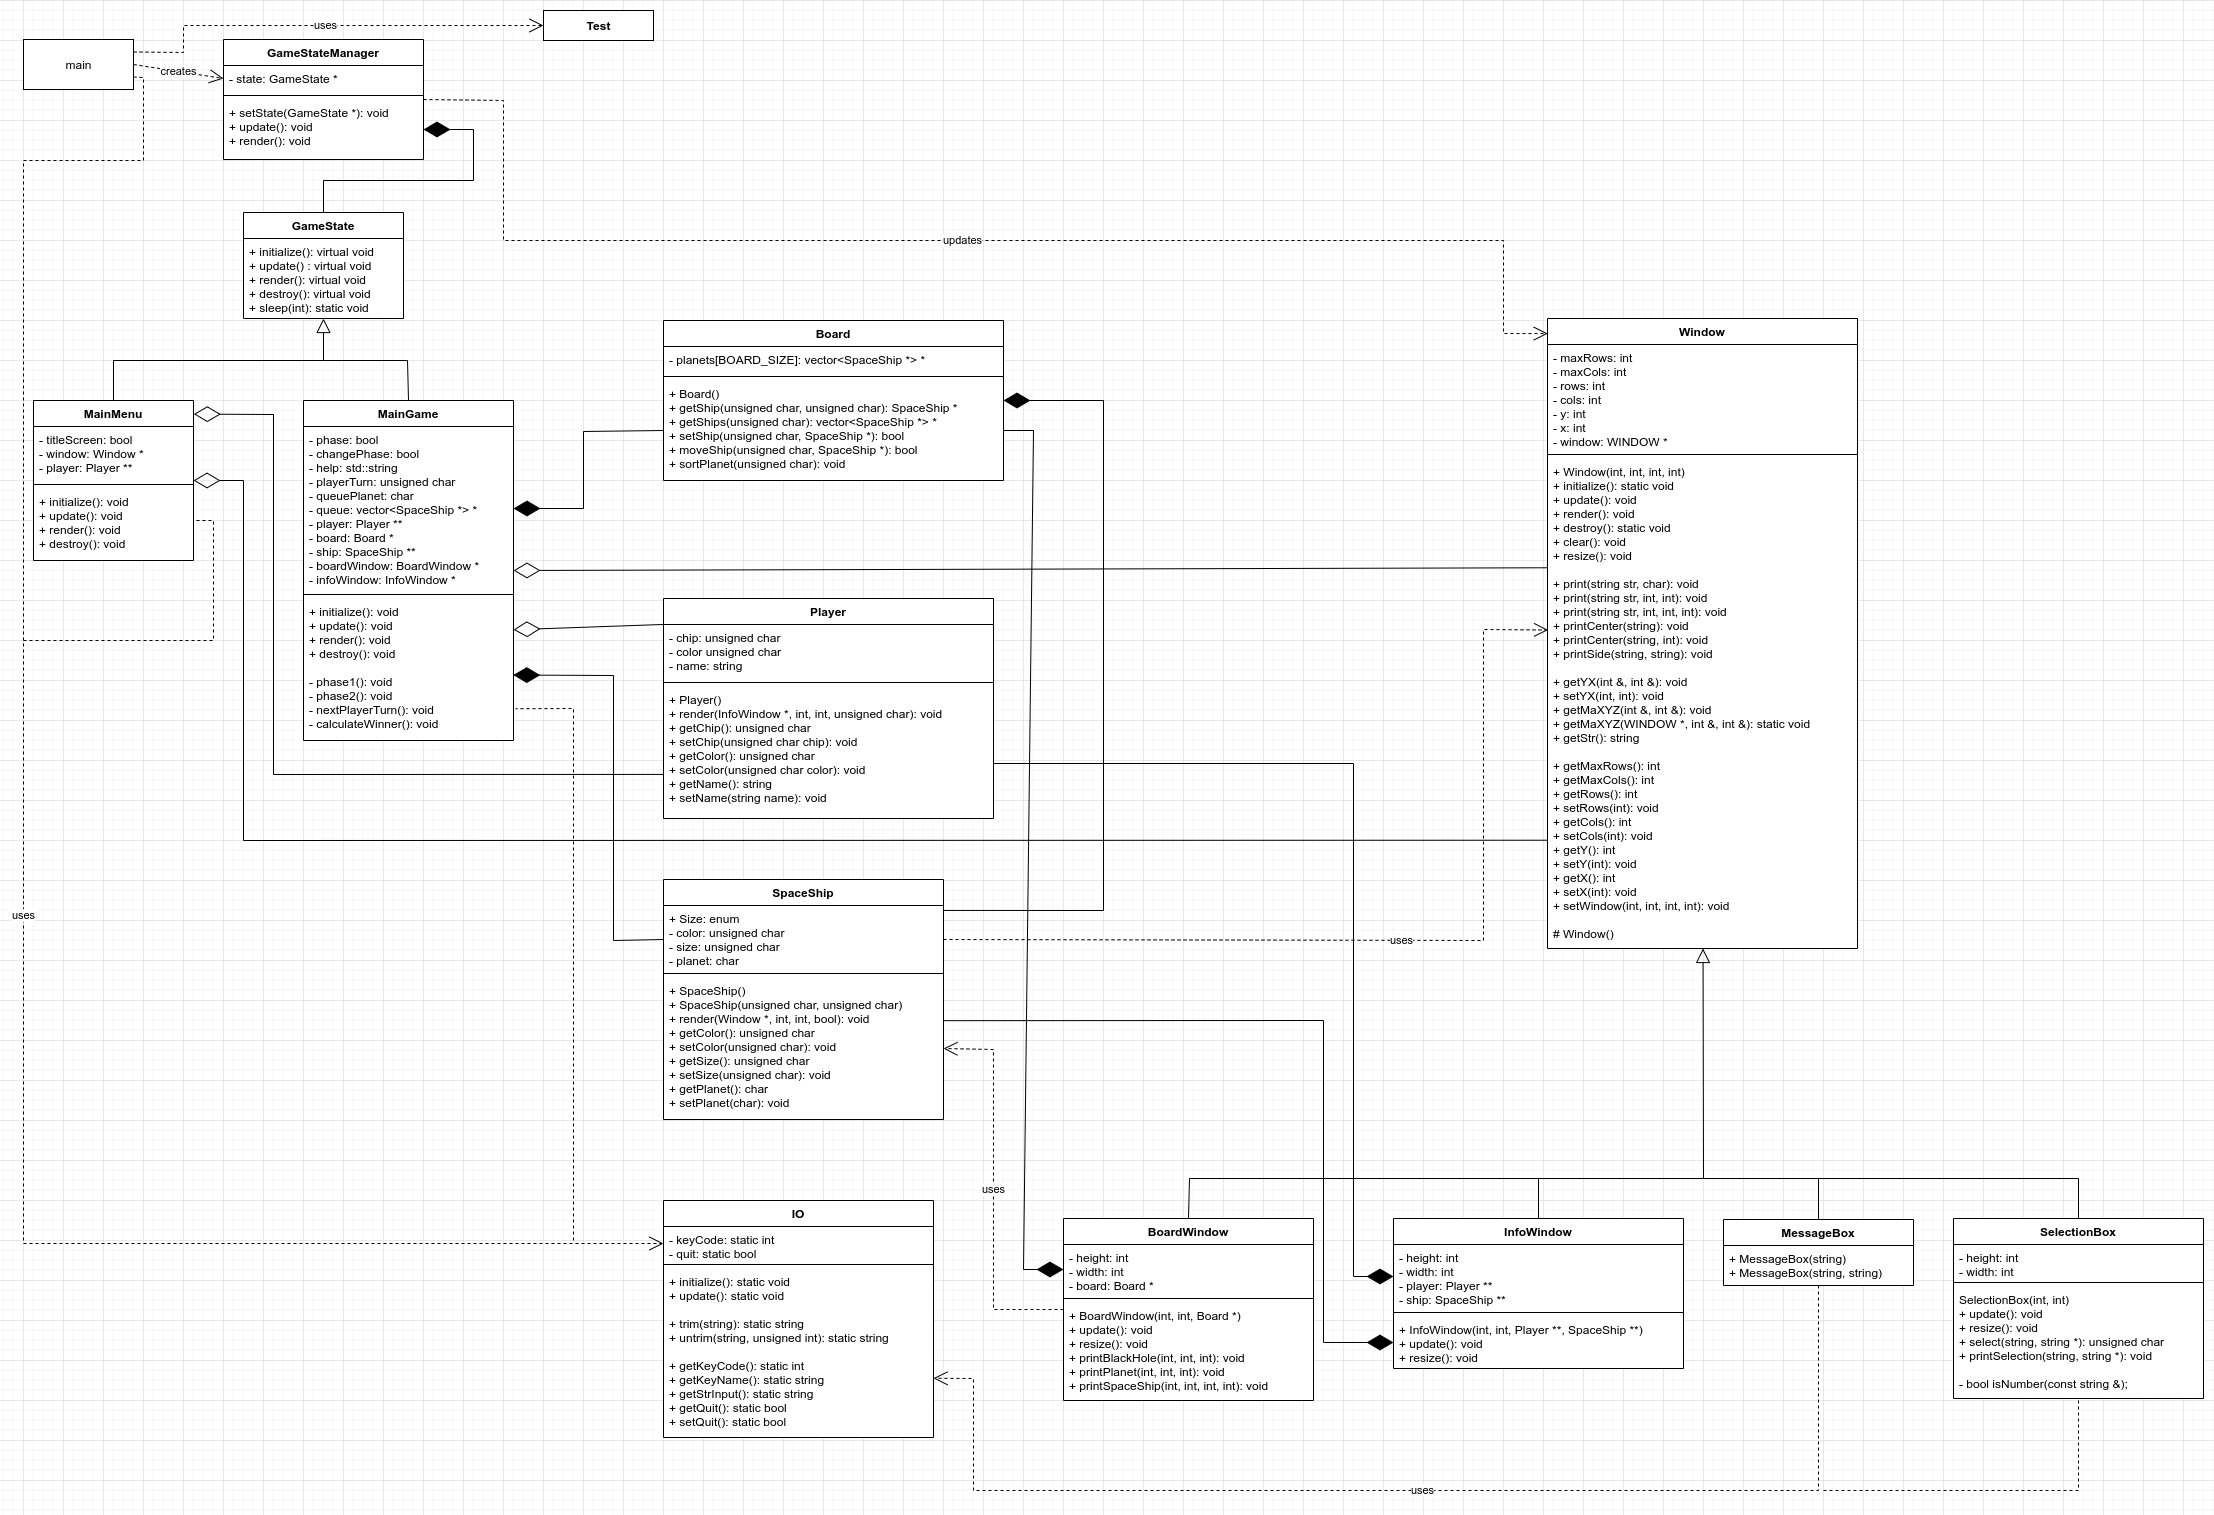 uses
Test
main
creates
GameStateManager
- state: GameState *
+ setState(GameState *): void
+ update(): void
+ render(): void
GameState
+ initialize(): virtual void
+ update() : virtual void
+ render(): virtual void
+ destroy(): virtual void
+ sleep(int): static void
updates
MainMenu
- titleScreen: bool
- window: Window *
- player: Player **
+ initialize(): void
+ update(): void
+ render(): void
+ destroy(): void
MainGame
- phase: bool
- changePhase: bool
- help: std::string
- playerTurn: unsigned char
- queuePlanet: char
- queue: vector<SpaceShip *> *
- player: Player **
- board: Board *
- ship: SpaceShip **
- boardWindow: BoardWindow *
- infoWindow: InfoWindow *
+ initialize(): void
+ update(): void
+ render(): void
+ destroy(): void
- phase1(): void
- phase2(): void
- nextPlayerTurn(): void
- calculateWinner(): void
Board
- planets[BOARD_SIZE]: vector<SpaceShip *> *
+ Board()
+ getShip(unsigned char, unsigned char): SpaceShip *
+ getShips(unsigned char): vector<SpaceShip *> *
+ setShip(unsigned char, SpaceShip *): bool
+ moveShip(unsigned char, SpaceShip *): bool
+ sortPlanet(unsigned char): void
Player
- chip: unsigned char
- color unsigned char
- name: string
+ Player()
+ render(InfoWindow *, int, int, unsigned char): void
+ getChip(): unsigned char
+ setChip(unsigned char chip): void
+ getColor(): unsigned char
+ setColor(unsigned char color): void
+ getName(): string
+ setName(string name): void
Window
- maxRows: int
- maxCols: int
- rows: int
- cols: int
- y: int
- x: int
- window: WINDOW *
+ Window(int, int, int, int)
+ initialize(): static void
+ update(): void
+ render(): void
+ destroy(): static void
+ clear(): void
+ resize(): void
+ print(string str, char): void
+ print(string str, int, int): void
+ print(string str, int, int, int): void
+ printCenter(string): void
+ printCenter(string, int): void
+ printSide(string, string): void
+ getYX(int &, int &): void
+ setYX(int, int): void
+ getMaXYZ(int &, int &): void
+ getMaXYZ(WINDOW *, int &, int &): static void
+ getStr(): string
+ getMaxRows(): int
+ getMaxCols(): int
+ getRows(): int
+ setRows(int): void
+ getCols(): int
+ setCols(int): void
+ getY(): int
+ setY(int): void
+ getX(): int
+ setX(int): void
+ setWindow(int, int, int, int): void
# Window()
uses
SpaceShip
+ Size: enum
- color: unsigned char
- size: unsigned char
- planet: char
+ SpaceShip()
+ SpaceShip(unsigned char, unsigned char)
+ render(Window *, int, int, bool): void
+ getColor(): unsigned char
+ setColor(unsigned char): void
+ getSize(): unsigned char
+ setSize(unsigned char): void
+ getPlanet(): char
+ setPlanet(char): void
uses
uses
IO
- keyCode: static int
- quit: static bool
+ initialize(): static void
+ update(): static void
+ trim(string): static string
+ untrim(string, unsigned int): static string
+ getKeyCode(): static int
+ getKeyName(): static string
+ getStrInput(): static string
+ getQuit(): static bool
+ setQuit(): static bool
BoardWindow
- height: int
- width: int
- board: Board *
+ BoardWindow(int, int, Board *)
+ update(): void
+ resize(): void
+ printBlackHole(int, int, int): void
+ printPlanet(int, int, int): void
+ printSpaceShip(int, int, int, int): void
InfoWindow
- height: int
- width: int
- player: Player **
- ship: SpaceShip **
+ InfoWindow(int, int, Player **, SpaceShip **)
+ update(): void
+ resize(): void
MessageBox
+ MessageBox(string)
+ MessageBox(string, string)
SelectionBox
- height: int
- width: int
SelectionBox(int, int)
+ update(): void
+ resize(): void
+ select(string, string *): unsigned char
+ printSelection(string, string *): void
- bool isNumber(const string &);
uses